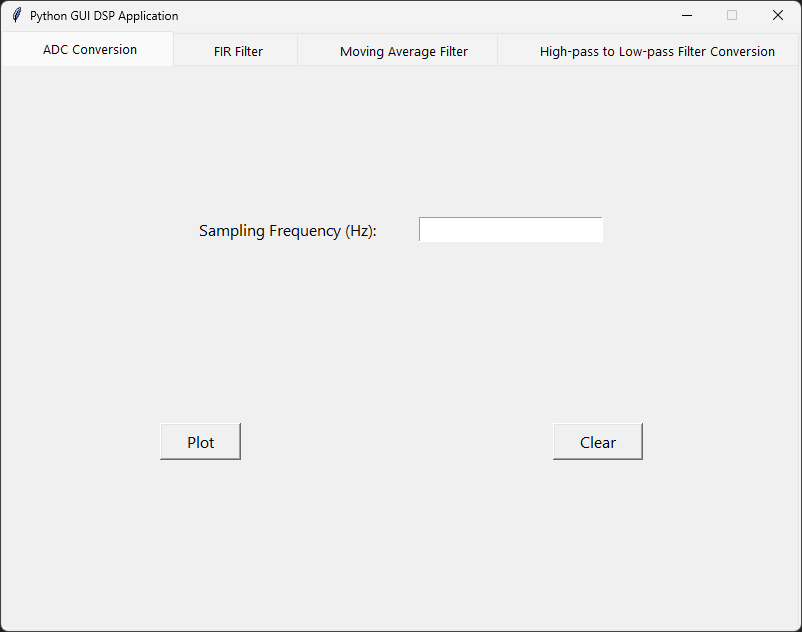 Python GUI DSP Application
ADC Conversion
FIR Filter
Moving Average Filter
High-pass to Low-pass Filter Conversion
Sampling Frequency (Hz):
Plot
Clear